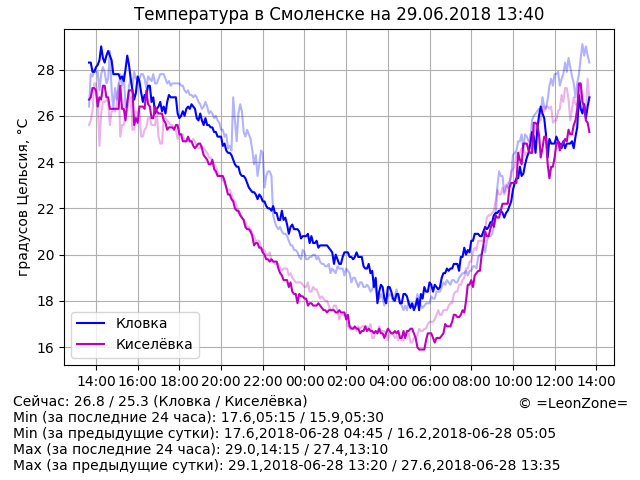 Температура в Смоленске на 29.06.2018 13:40
градусов Цельсия, °C
28
26
24
22
20
18
16
Кловка
Киселёвка
14:00 16:00 18:00 20:00 22:00 00:00 02:00 04:00 06:00 08:00 10:00 12:00 14:00
Сейчас: 26.8 / 25.3 (Кловка / Киселёвка)
© =LeonZone=
Min (за последние 24 часа): 17.6,05:15 / 15.9,05:30
Min (за предыдущие сутки): 17.6,2018-06-28 04:45 / 16.2,2018-06-28 05:05
Max (за последние 24 часа): 29.0,14:15 / 27.4,13:10
Max (за предыдущие сутки): 29.1,2018-06-28 13:20 / 27.6,2018-06-28 13:35